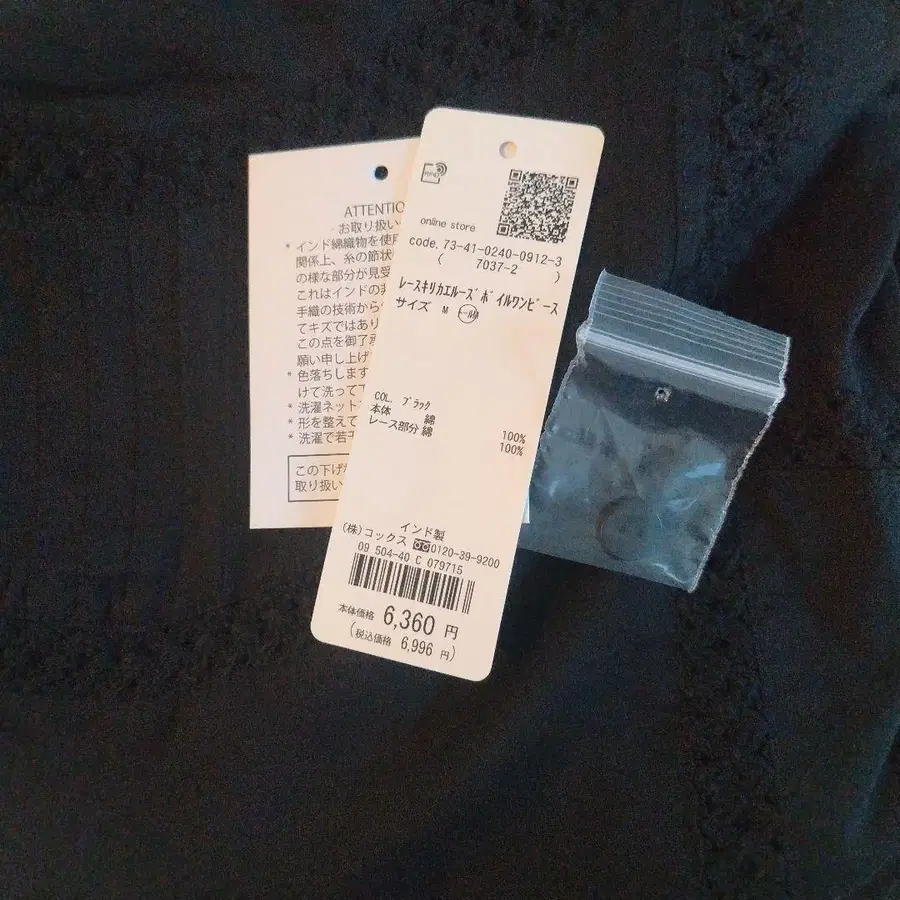 ATTENTIO
お取り扱い
* インド綿織物を使用
関係上、糸の節状
の様な部分が見受
これはインドの
手織の技術から
てキズではあり
この点を御了承
願い申し上げ
* 色落ちします
けて洗って下
* 洗濯ネット
* 形を整えて
* 洗濯で若干
この下げ
取り扱い
RFID
online store
code. 73-41-0240-0912-3
( 7037-2 )
レースキリカエルーズボイルワンピース
サイズ M
COL. ブラック
本体 綿 100%
レース部分 綿 100%
インド製
(株)コックス 0120-39-9200
09 504-40 C 079715
本体価格 6,360 円
(税込価格 6,996 円)